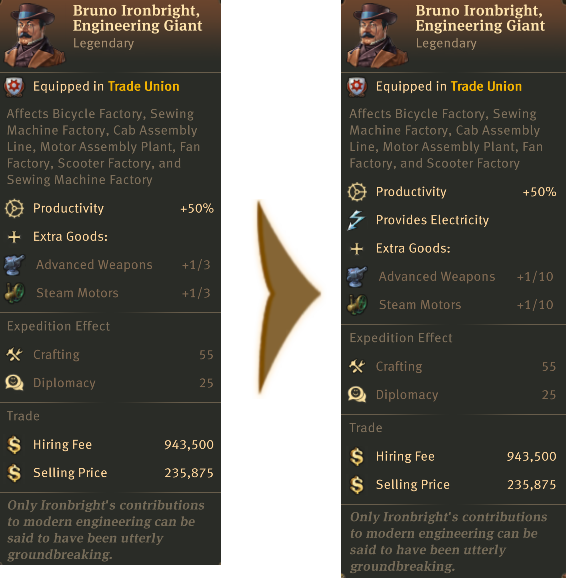 Bruno Ironbright,
Engineering Giant
Legendary
Equipped in Trade Union
Affects Bicycle Factory, Sewing
Machine Factory, Cab Assembly
Line, Motor Assembly Plant, Fan
Factory, Scooter Factory, and
Sewing Machine Factory
Productivity +50%
Extra Goods:
Advanced Weapons +1/3
Steam Motors +1/3
Expedition Effect
Crafting 55
Diplomacy 25
Trade
Hiring Fee 943,500
Selling Price 235,875
Only Ironbright's contributions
to modern engineering can be
said to have been utterly
groundbreaking.
Bruno Ironbright,
Engineering Giant
Legendary
Equipped in Trade Union
Affects Bicycle Factory, Sewing
Machine Factory, Cab Assembly
Line, Motor Assembly Plant, Fan
Factory, and Scooter Factory
Productivity +50%
Provides Electricity
Extra Goods:
Advanced Weapons +1/10
Steam Motors +1/10
Expedition Effect
Crafting 55
Diplomacy 25
Trade
Hiring Fee 943,500
Selling Price 235,875
Only Ironbright's contributions
to modern engineering can be
said to have been utterly
groundbreaking.